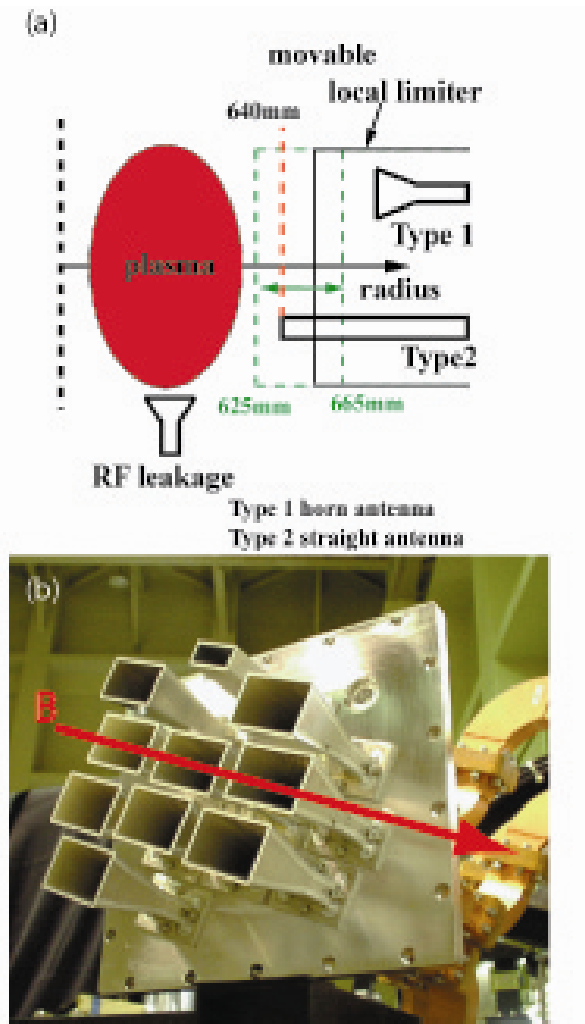 (a)
movable
local limiter
640mm
Type 1
plasma
radius
Type2
625mm
665mm
RF leakage
Type 1 horn antenna
Type 2 straight antenna
(b)
B